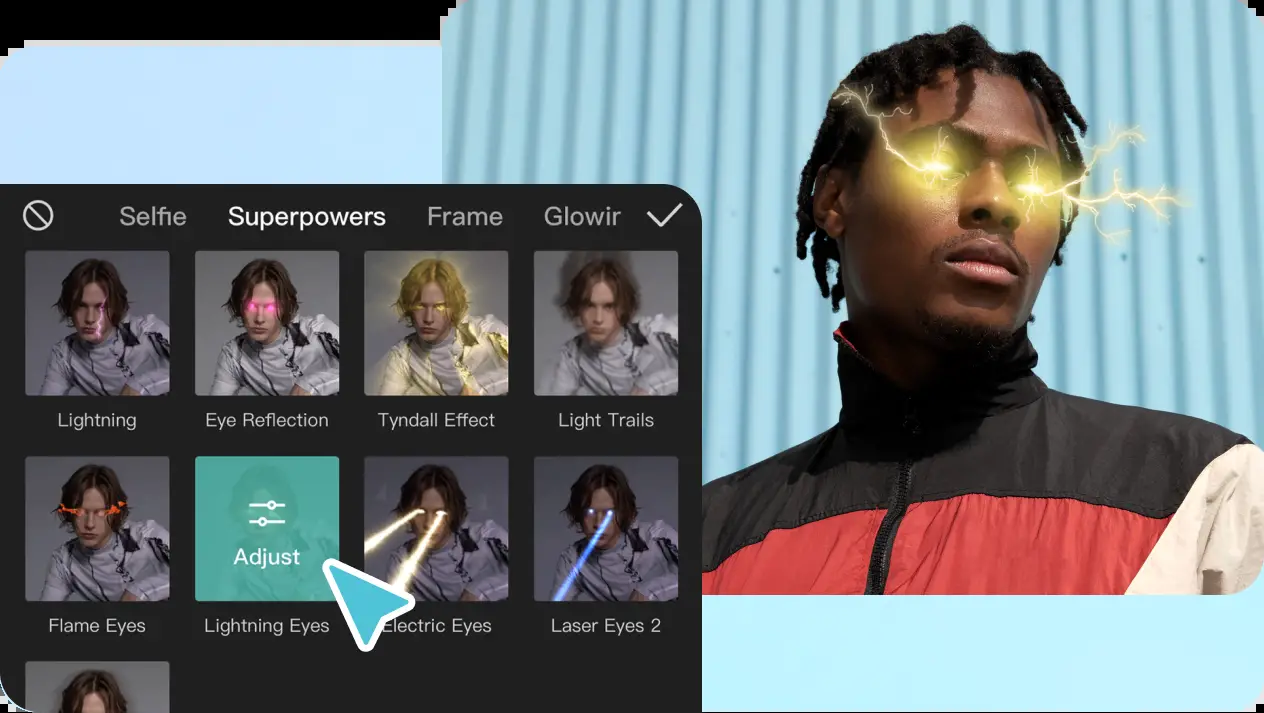 Selfie Superpowers Frame Glowir
Lightning Eye Reflection Tyndall Effect Light Trails
Adjust
Flame Eyes Lightning Eyes Electric Eyes Laser Eyes 2